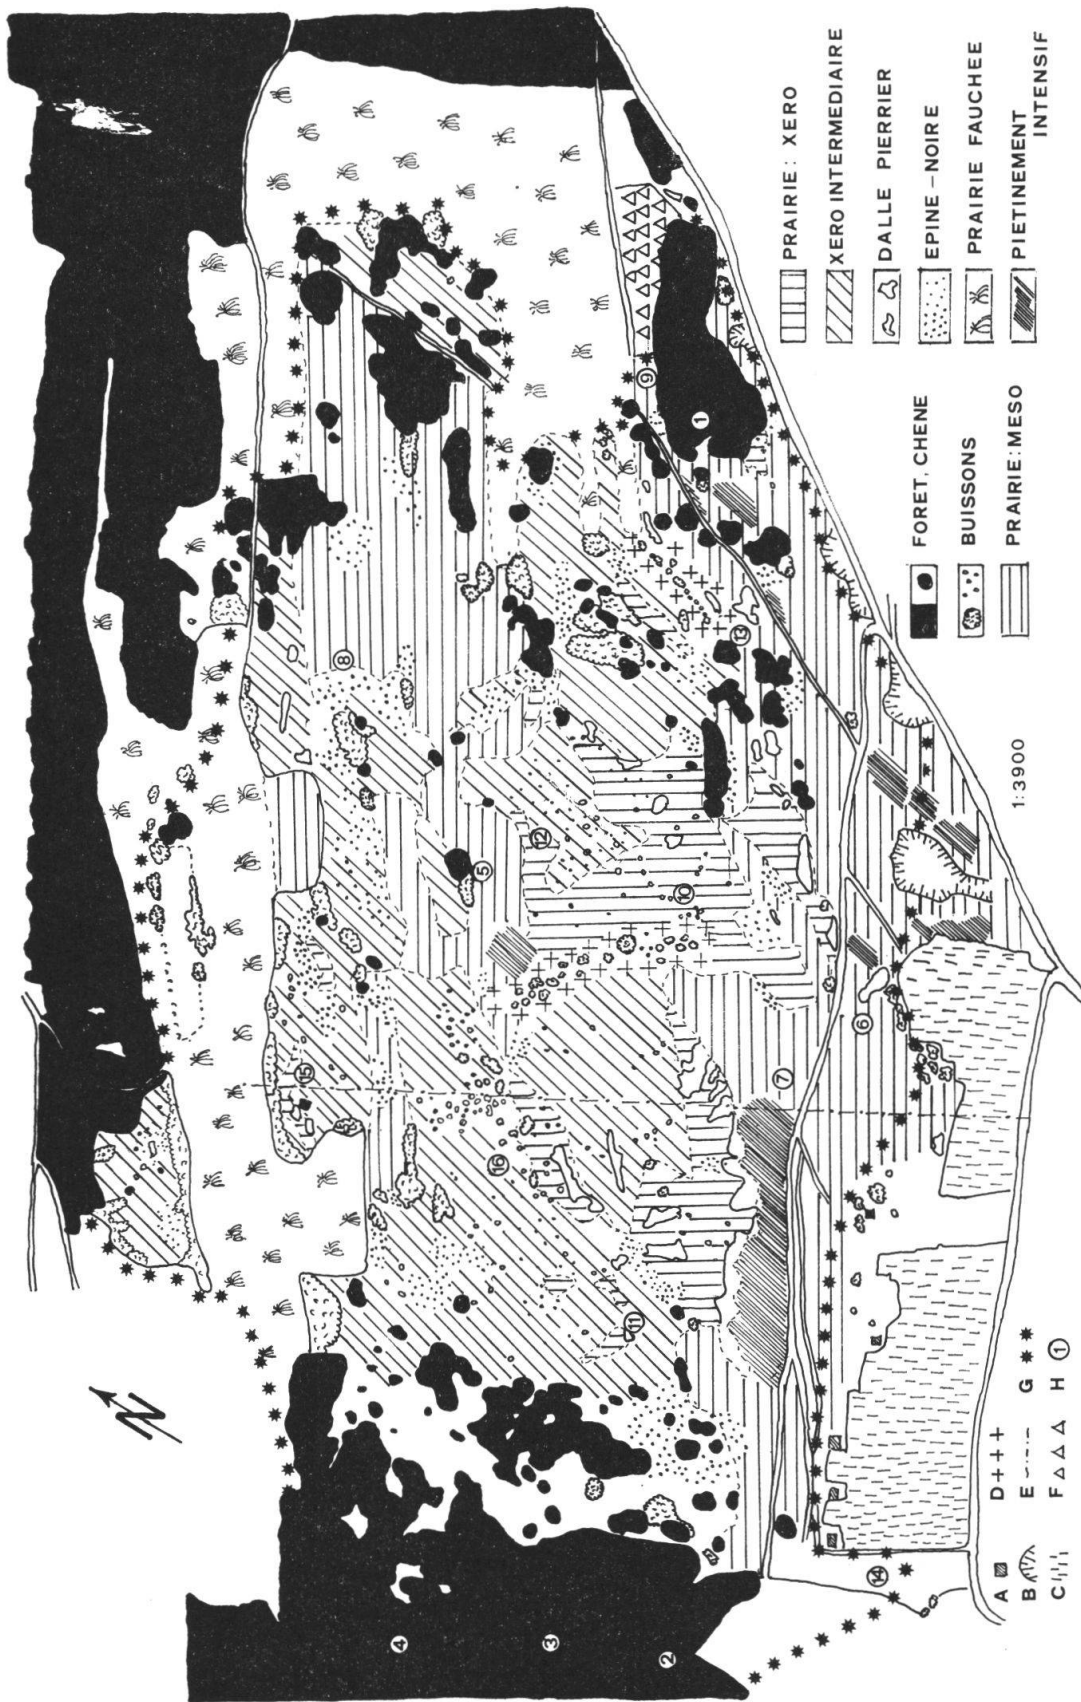 PRAIRIE: XERO
XERO INTERMEDIAIRE
DALLE PIERRIER
EPINE-NOIRE
PRAIRIE FAUCHEE
PIETINEMENT
INTENSIF
FORET, CHENE
BUISSONS
PRAIRIE: MESO
1:3900
N
A
B
C
D
E
F
G
H 1
1
2
3
4
5
6
7
8
9
10
11
12
13
14
15
16